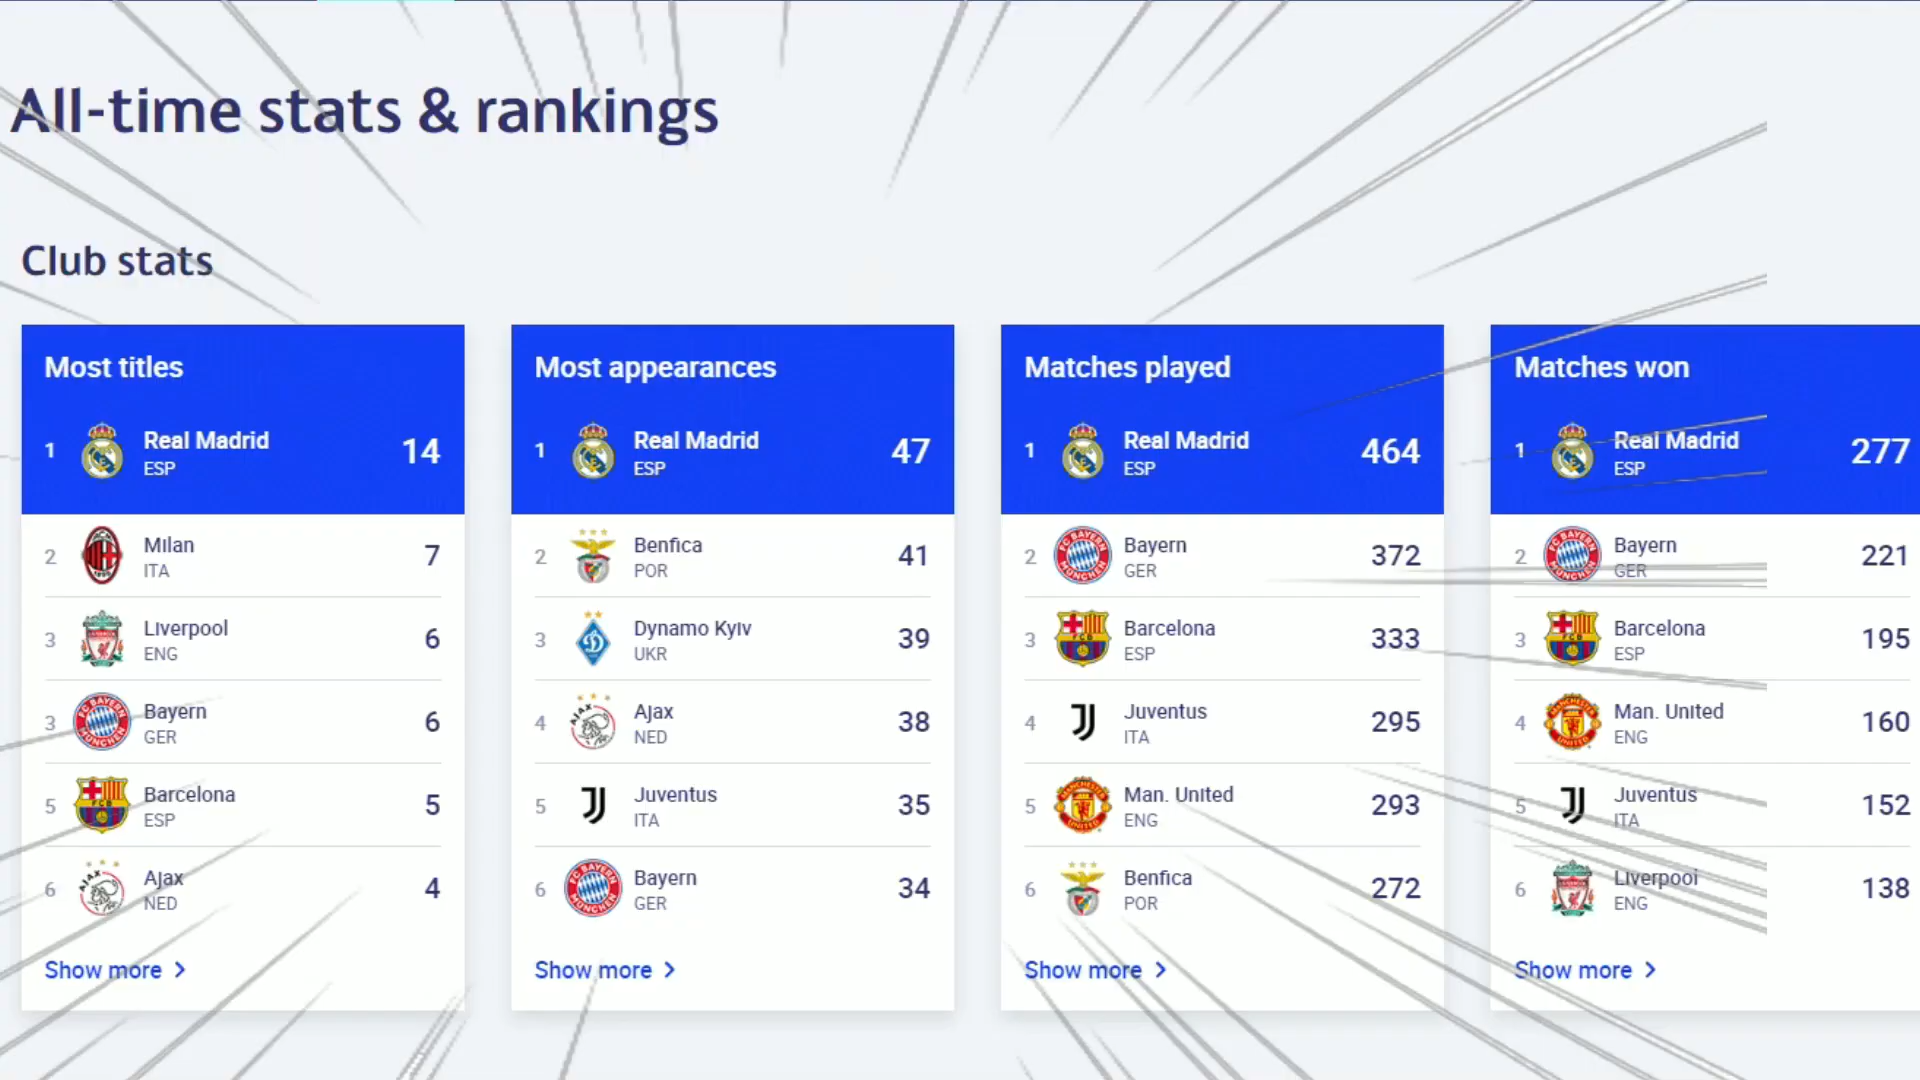 All-time stats & rankings
Club stats
Most titles
1 Real Madrid 14
ESP
2 Milan 7
ITA
3 Liverpool 6
ENG
3 Bayern 6
GER
5 Barcelona 5
ESP
6 Ajax 4
NED
Show more
Most appearances
1 Real Madrid 47
ESP
2 Benfica 41
POR
3 Dynamo Kyiv 39
UKR
4 Ajax 38
NED
5 Juventus 35
ITA
6 Bayern 34
GER
Show more
Matches played
1 Real Madrid 464
ESP
2 Bayern 372
GER
3 Barcelona 333
ESP
4 Juventus 295
ITA
5 Man. United 293
ENG
6 Benfica 272
POR
Show more
Matches won
1 Real Madrid 277
ESP
2 Bayern 221
GER
3 Barcelona 195
ESP
4 Man. United 160
ENG
5 Juventus 152
ITA
6 Liverpool 138
ENG
Show more